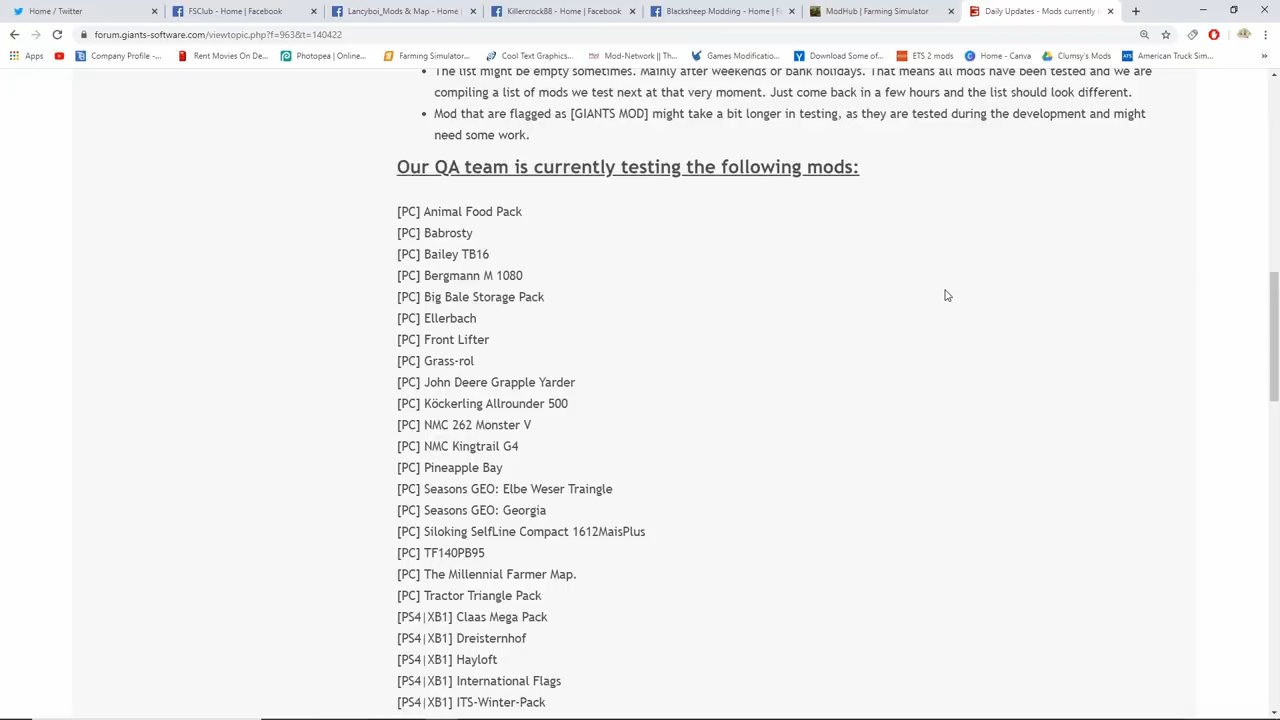 Home / Twitter
FSClub - Home | Facebook
Lancyboi_Mods & Map - Home |
Killercrock88 - Home | Facebook
Blacksheep Modding - Home | Fa
ModHub | Farming Simulator
Daily Updates - Mods currently i
forum.giants-software.com/viewtopic.php?f=963&t=140422
Apps
Company Profile -...
Rent Movies On De...
Photopea | Online...
Farming Simulator...
Cool Text Graphics...
Mod-Network || Th...
Games Modificatio...
Download Some of...
ETS 2 mods
Home - Canva
Clumsy's Mods
American Truck Sim...
The list might be empty sometimes. Mainly after weekends or bank holidays. That means all mods have been tested and we are
compiling a list of mods we test next at that very moment. Just come back in a few hours and the list should look different.
Mod that are flagged as [GIANTS MOD] might take a bit longer in testing, as they are tested during the development and might
need some work.
Our QA team is currently testing the following mods:
[PC] Animal Food Pack
[PC] Babrosty
[PC] Bailey TB16
[PC] Bergmann M 1080
[PC] Big Bale Storage Pack
[PC] Ellerbach
[PC] Front Lifter
[PC] Grass-rol
[PC] John Deere Grapple Yarder
[PC] Köckerling Allrounder 500
[PC] NMC 262 Monster V
[PC] NMC Kingtrail G4
[PC] Pineapple Bay
[PC] Seasons GEO: Elbe Weser Traingle
[PC] Seasons GEO: Georgia
[PC] Siloking SelfLine Compact 1612MaisPlus
[PC] TF140PB95
[PC] The Millennial Farmer Map.
[PC] Tractor Triangle Pack
[PS4|XB1] Claas Mega Pack
[PS4|XB1] Dreisternhof
[PS4|XB1] Hayloft
[PS4|XB1] International Flags
[PS4|XB1] ITS-Winter-Pack